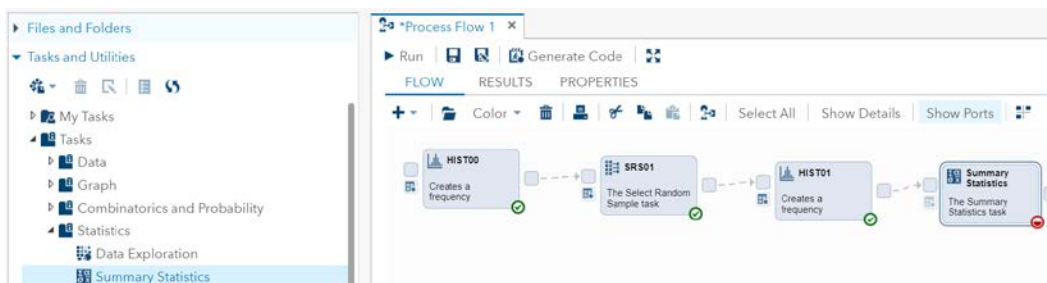 Files and Folders
Tasks and Utilities
My Tasks
Tasks
Data
Graph
Combinatorics and Probability
Statistics
Data Exploration
Summary Statistics
*Process Flow 1
Run
Generate Code
FLOW RESULTS PROPERTIES
Color Select All Show Details Show Ports
HIST00
Creates a
frequency
SRS01
The Select Random
Sample task
HIST01
Creates a
frequency
Summary
Statistics
The Summary
Statistics task